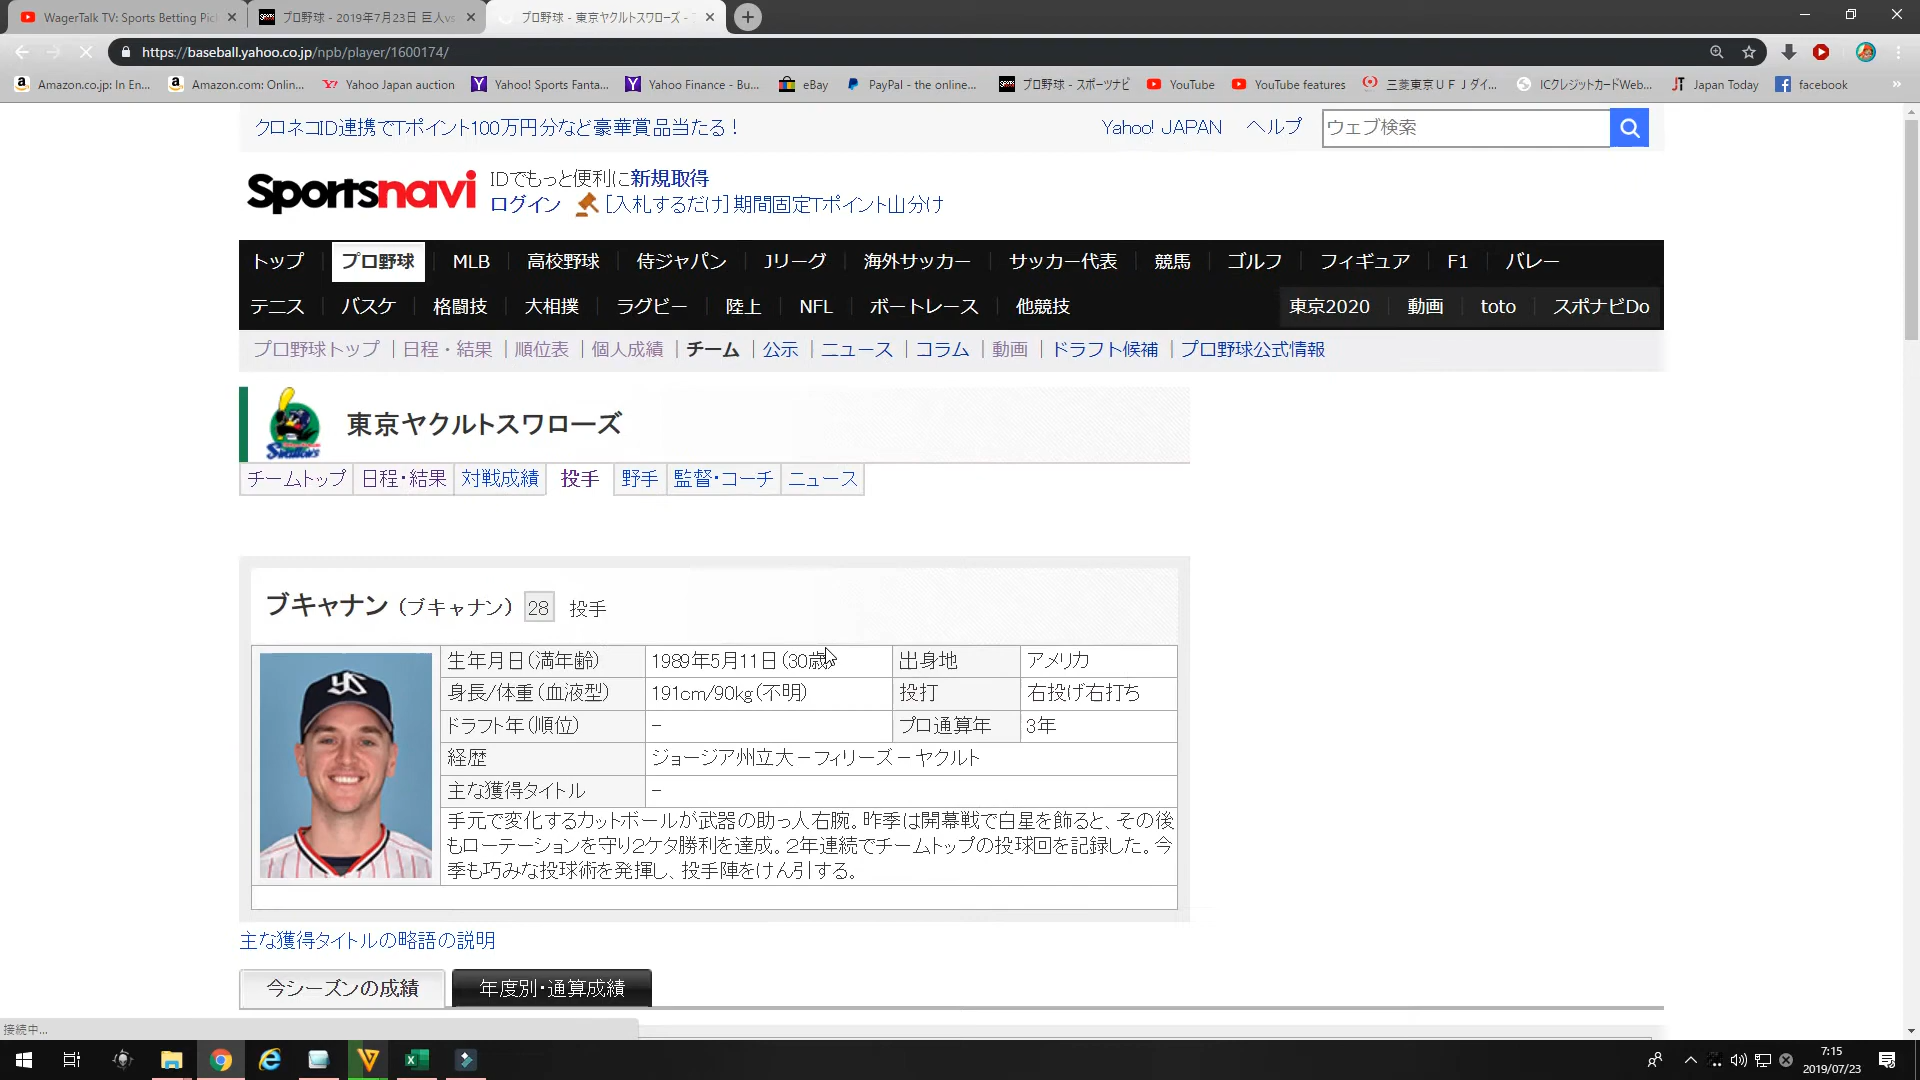 WagerTalk TV: Sports Betting Pic
プロ野球 - 2019年7月23日 巨人vs
プロ野球 - 東京ヤクルトスワローズ -
https://baseball.yahoo.co.jp/npb/player/1600174/
Amazon.co.jp: In En... Amazon.com: Onlin... Yahoo Japan auction Yahoo! Sports Fanta... Yahoo Finance - Bu... eBay PayPal - the online... プロ野球 - スポーツナビ YouTube YouTube features 三菱東京ＵＦＪダイ... ICクレジットカードWeb... Japan Today facebook
クロネコID連携でTポイント100万円分など豪華賞品当たる！ Yahoo! JAPAN ヘルプ ウェブ検索
Sportsnavi IDでもっと便利に新規取得
ログイン [入札するだけ]期間固定Tポイント山分け
トップ プロ野球 MLB 高校野球 侍ジャパン Jリーグ 海外サッカー サッカー代表 競馬 ゴルフ フィギュア F1 バレー
テニス バスケ 格闘技 大相撲 ラグビー 陸上 NFL ボートレース 他競技 東京2020 動画 toto スポナビDo
プロ野球トップ 日程・結果 順位表 個人成績 チーム 公示 ニュース コラム 動画 ドラフト候補 プロ野球公式情報
東京ヤクルトスワローズ
チームトップ 日程・結果 対戦成績 投手 野手 監督・コーチ ニュース
ブキャナン（ブキャナン） 28 投手
生年月日（満年齢） 1989年5月11日（30歳） 出身地 アメリカ
身長/体重（血液型） 191cm/90kg（不明） 投打 右投げ右打ち
ドラフト年（順位） － プロ通算年 3年
経歴 ジョージア州立大－フィリーズ－ヤクルト
主な獲得タイトル －
手元で変化するカットボールが武器の助っ人右腕。昨季は開幕戦で白星を飾ると、その後
もローテーションを守り2ケタ勝利を達成。2年連続でチームトップの投球回を記録した。今
季も巧みな投球術を発揮し、投手陣をけん引する。
主な獲得タイトルの略語の説明
今シーズンの成績 年度別・通算成績
接続中...
7:15
2019/07/23